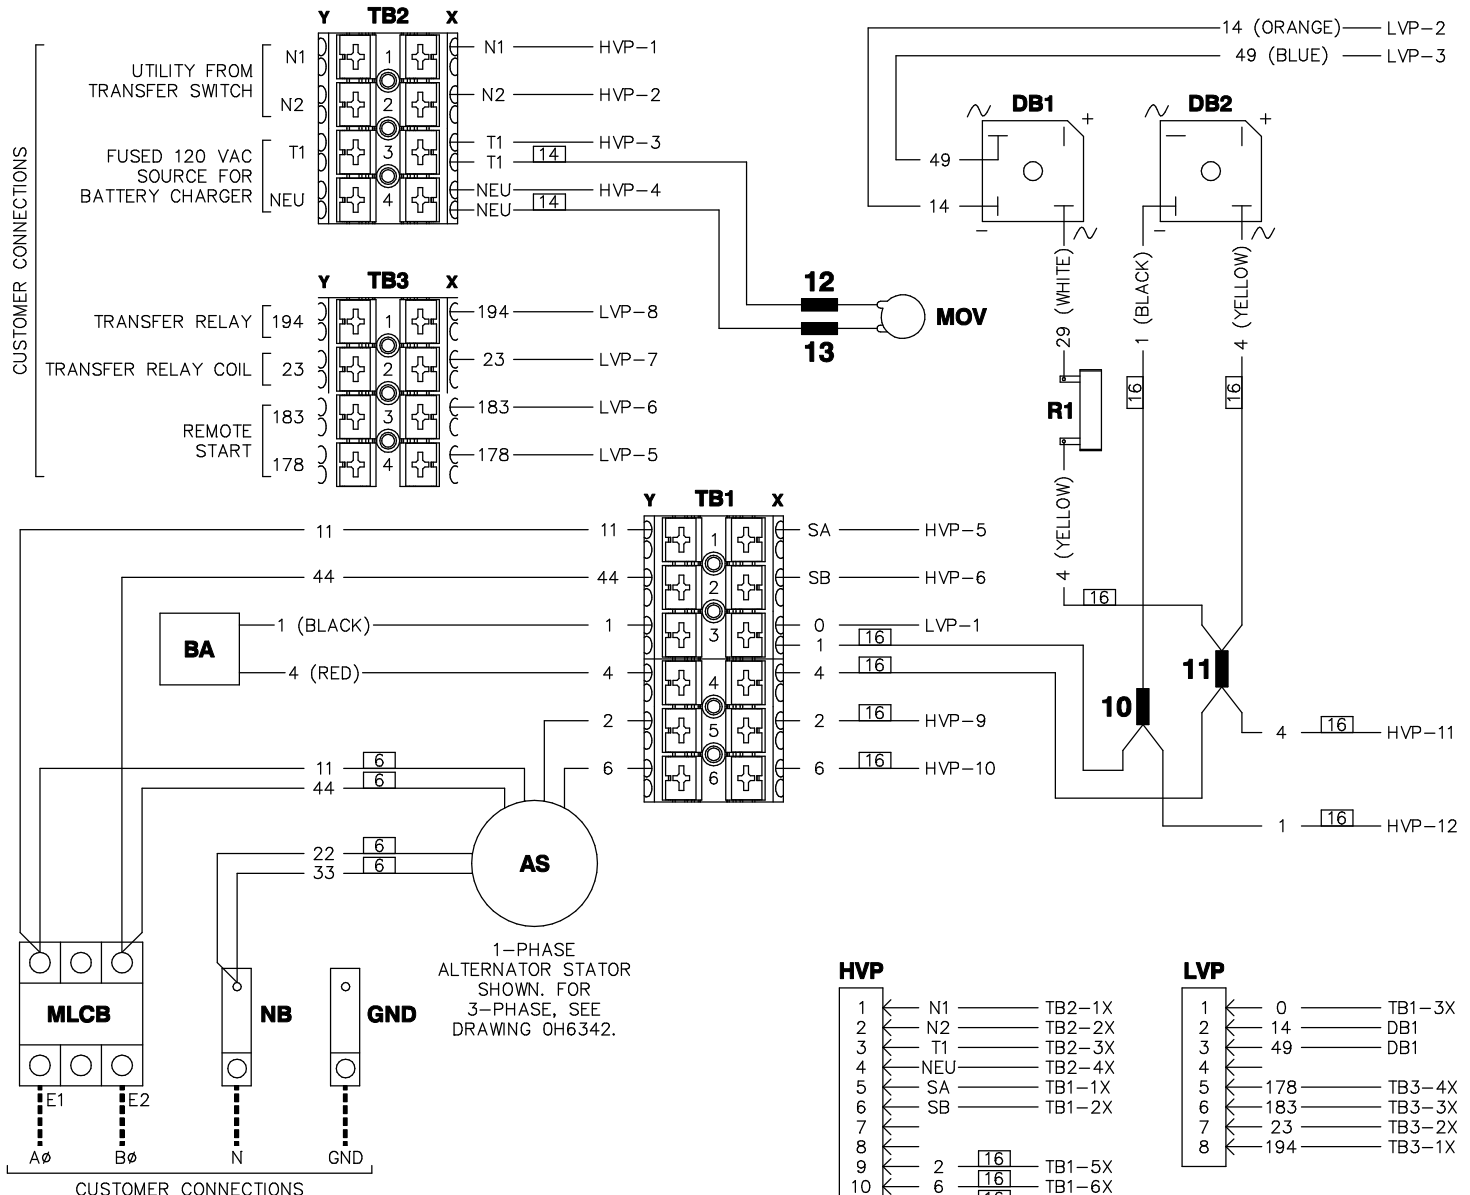 Y TB2 X
N1 1 N1 HVP-1
UTILITY FROM
TRANSFER SWITCH
N2 2 N2 HVP-2
FUSED 120 VAC
SOURCE FOR
BATTERY CHARGER
T1 3 T1 HVP-3
T1 14
NEU 4 NEU HVP-4
NEU 14
CUSTOMER CONNECTIONS
14 (ORANGE) LVP-2
49 (BLUE) LVP-3
DB1 DB2
+ +
49
14
- -
29 (WHITE)
1 (BLACK)
4 (YELLOW)
12
MOV
13
R1
16
16
4 (YELLOW)
16
Y TB3 X
TRANSFER RELAY 194 1 194 LVP-8
TRANSFER RELAY COIL 23 2 23 LVP-7
REMOTE
START
183 3 183 LVP-6
178 4 178 LVP-5
Y TB1 X
11 11 1 SA HVP-5
44 44 2 SB HVP-6
BA
1 (BLACK) 1 3 0 LVP-1
1 16
4 (RED) 4 4 4 16
2 5 2 16 HVP-9
6 6 6 16 HVP-10
11
10
4 16 HVP-11
1 16 HVP-12
11 6
44 6
22 6
33 6
AS
1-PHASE
ALTERNATOR STATOR
SHOWN. FOR
3-PHASE, SEE
DRAWING 0H6342.
MLCB
NB
GND
E1 E2
AØ BØ N GND
CUSTOMER CONNECTIONS
HVP
1 N1 TB2-1X
2 N2 TB2-2X
3 T1 TB2-3X
4 NEU TB2-4X
5 SA TB1-1X
6 SB TB1-2X
7
8
9 2 16 TB1-5X
10 6 16 TB1-6X
LVP
1 0 TB1-3X
2 14 DB1
3 49 DB1
4
5 178 TB3-4X
6 183 TB3-3X
7 23 TB3-2X
8 194 TB3-1X